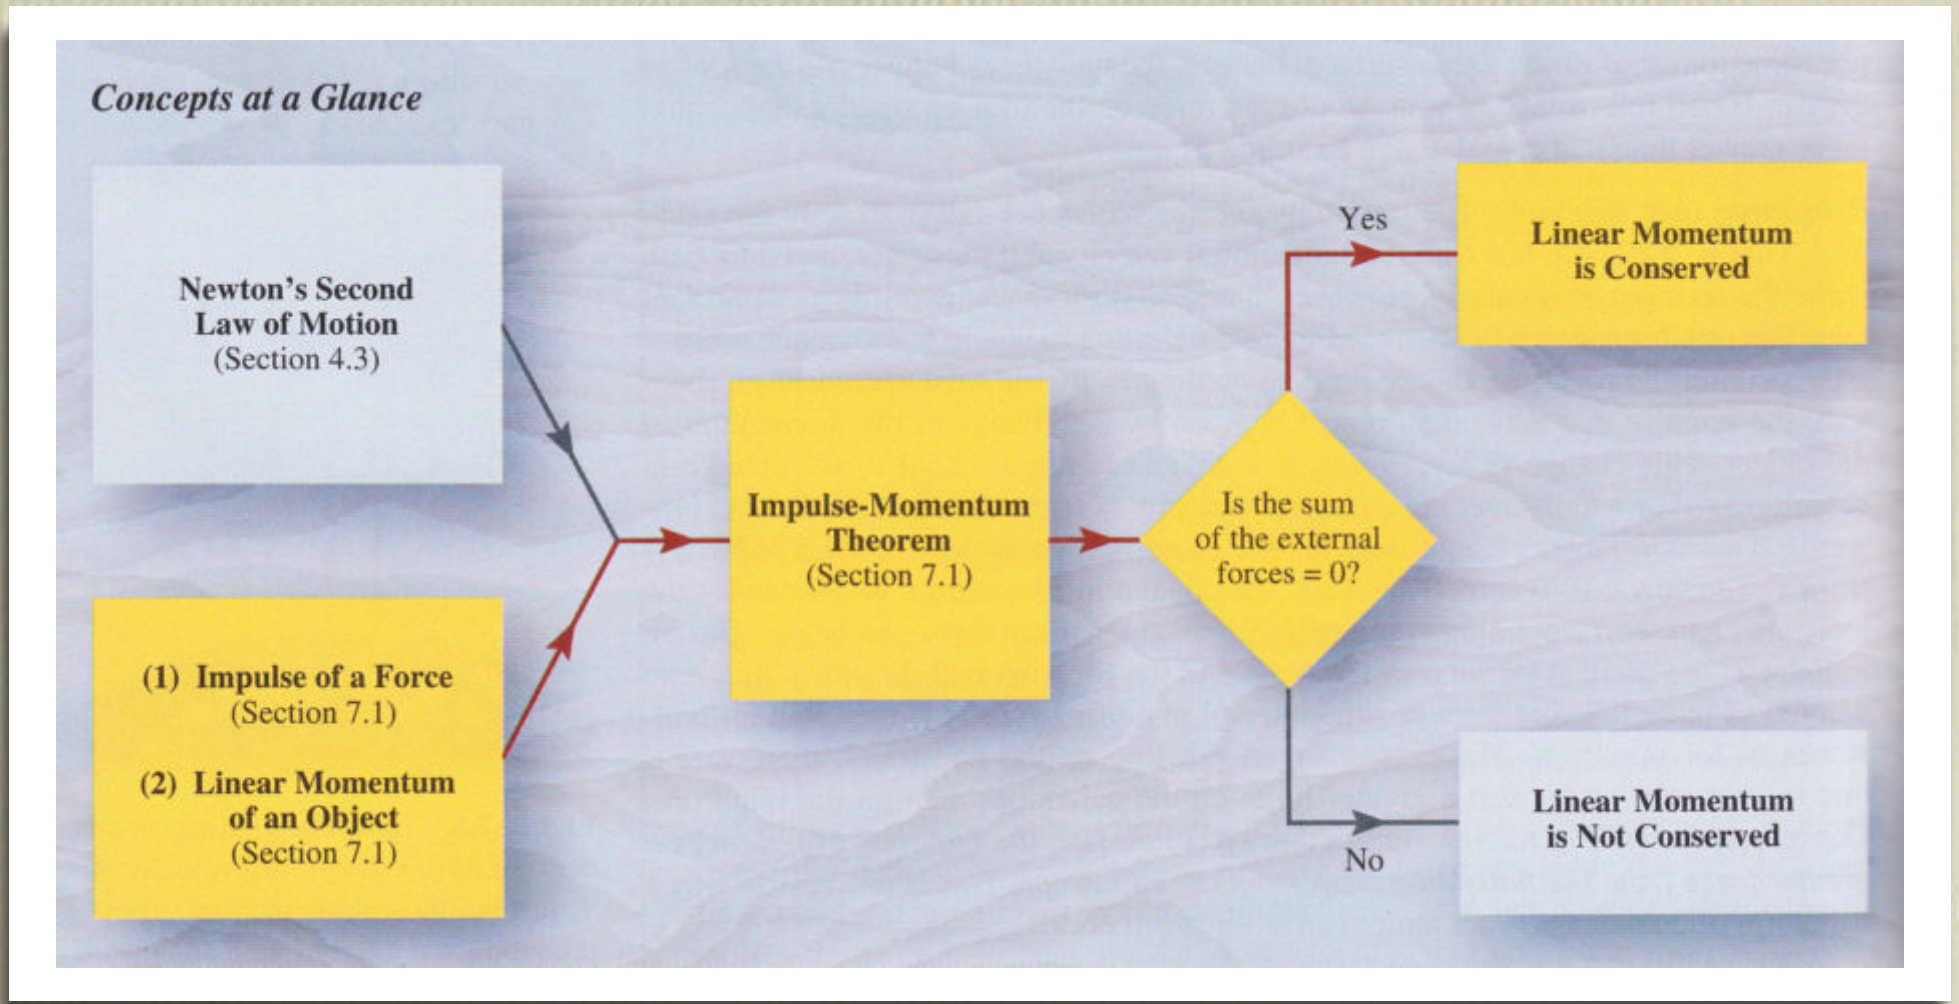 Concepts at a Glance
Newton's Second
Law of Motion
(Section 4.3)
(1) Impulse of a Force
(Section 7.1)
(2) Linear Momentum
of an Object
(Section 7.1)
Impulse-Momentum
Theorem
(Section 7.1)
Is the sum
of the external
forces = 0?
Yes
Linear Momentum
is Conserved
No
Linear Momentum
is Not Conserved